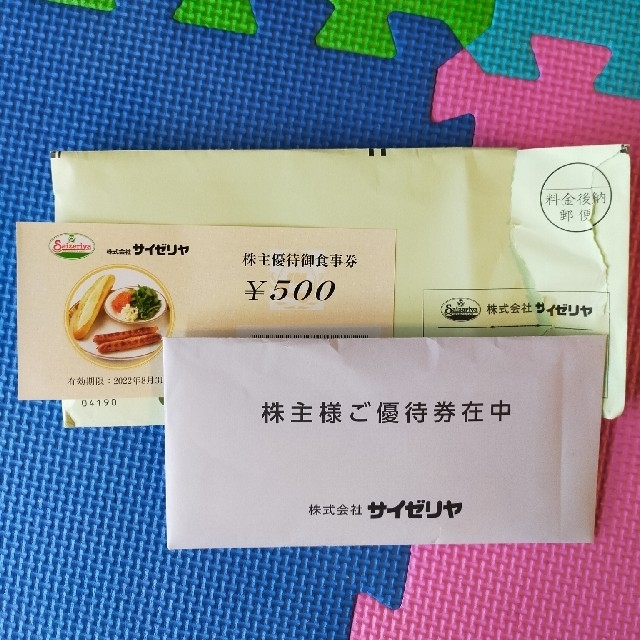 料金後納
郵便
Saizeriya
株式会社 サイゼリヤ
株主優待御食事券
¥500
有効期限：2022年8月31
04190
Saizeriya
株式会社 サイゼリヤ
株主様ご優待券在中
株式会社 サイゼリヤ